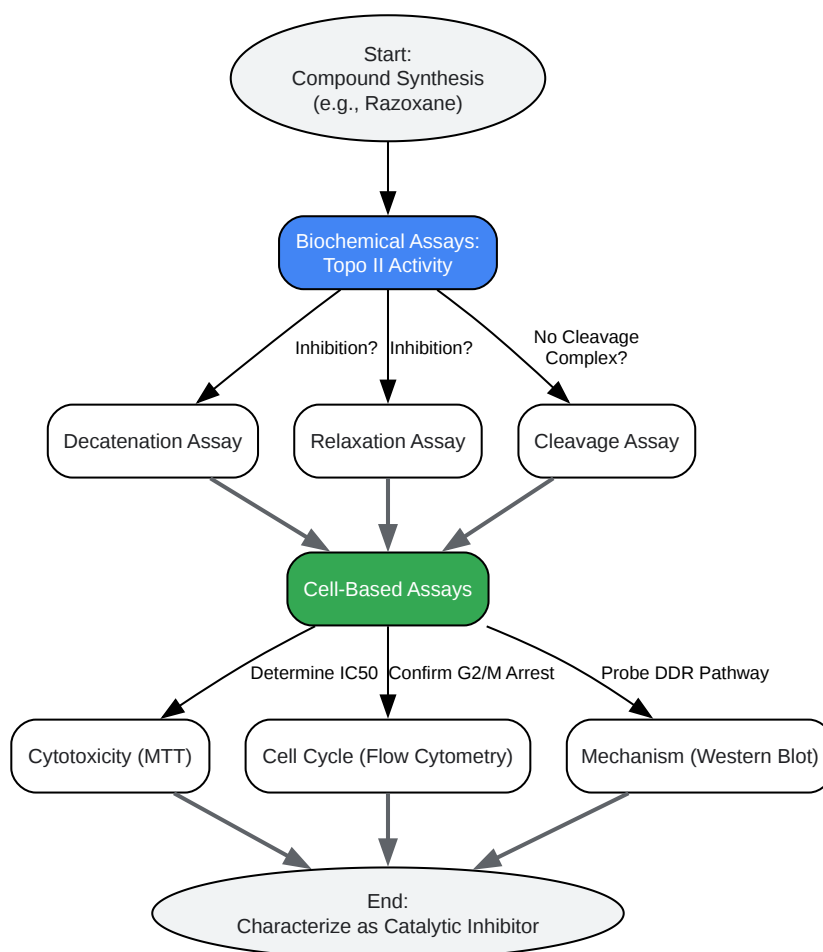 Start:
Compound Synthesis
(e.g., Razoxane)
Biochemical Assays:
Topo II Activity
Inhibition?
Inhibition?
No Cleavage
Complex?
Decatenation Assay
Relaxation Assay
Cleavage Assay
Cell-Based Assays
Determine IC50
Confirm G2/M Arrest
Probe DDR Pathway
Cytotoxicity (MTT)
Cell Cycle (Flow Cytometry)
Mechanism (Western Blot)
End:
Characterize as Catalytic Inhibitor